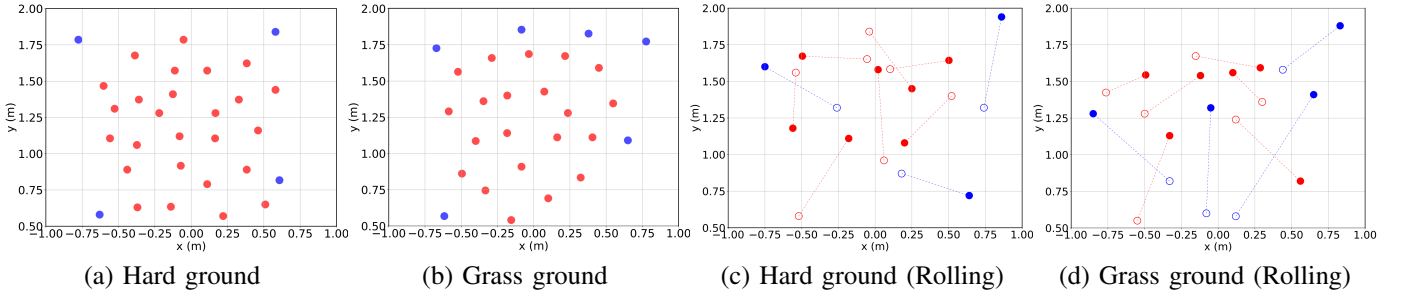 2.00 2.00 2.00 2.00
1.75 1.75 1.75 1.75
1.50 1.50 1.50 1.50
y (m) y (m) y (m) y (m)
1.25 1.25 1.25 1.25
1.00 1.00 1.00 1.00
0.75 0.75 0.75 0.75
0.50 0.50 0.50 0.50
−1.00 −0.75 −0.50 −0.25 0.00 0.25 0.50 0.75 1.00 −1.00 −0.75 −0.50 −0.25 0.00 0.25 0.50 0.75 1.00 −1.00 −0.75 −0.50 −0.25 0.00 0.25 0.50 0.75 1.00 −1.00 −0.75 −0.50 −0.25 0.00 0.25 0.50 0.75 1.00
x (m) x (m) x (m) x (m)
(a) Hard ground (b) Grass ground (c) Hard ground (Rolling) (d) Grass ground (Rolling)